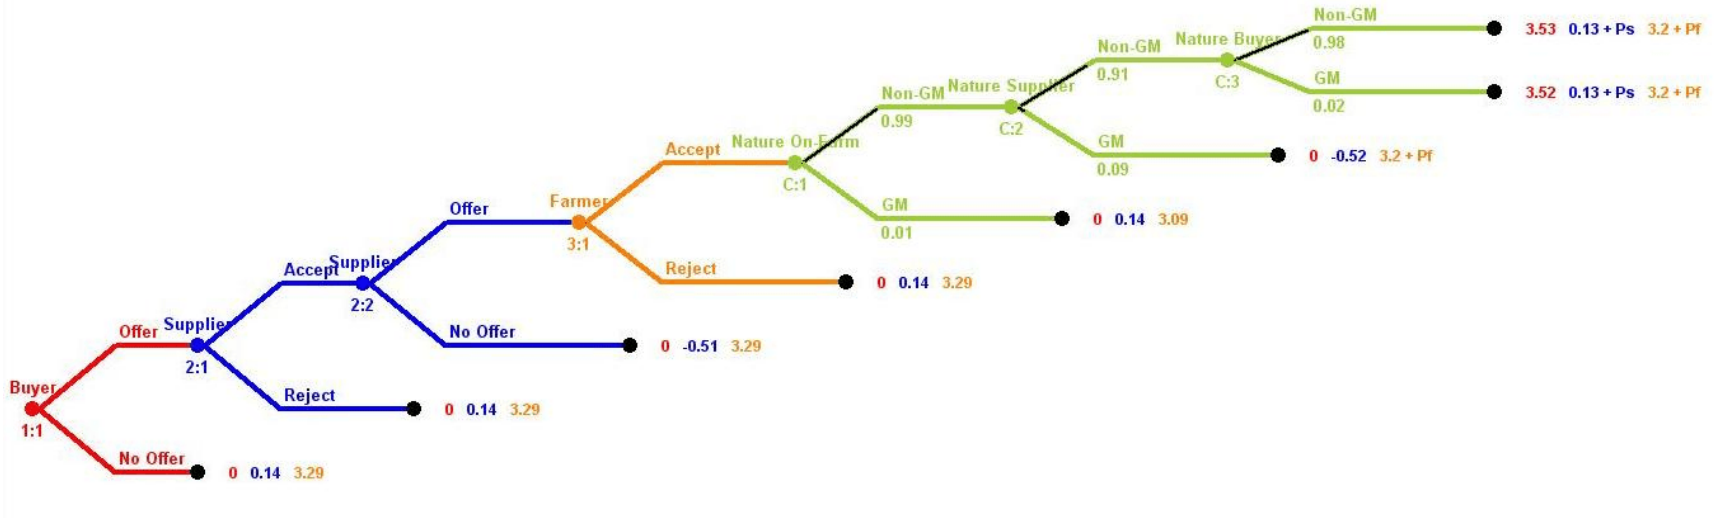 Non-GM
0.98
3.53 0.13 + Ps 3.2 + Pf
Nature Buyer
C:3
Non-GM
0.91
GM
0.02
3.52 0.13 + Ps 3.2 + Pf
Nature Supplier
C:2
Non-GM
0.99
GM
0.09
0 -0.52 3.2 + Pf
Nature On-Farm
C:1
Accept
GM
0.01
0 0.14 3.09
Farmer
3:1
Offer
Reject
0 0.14 3.29
Supplier
2:2
Accept
No Offer
0 -0.51 3.29
Supplier
2:1
Offer
Reject
0 0.14 3.29
Buyer
1:1
No Offer
0 0.14 3.29